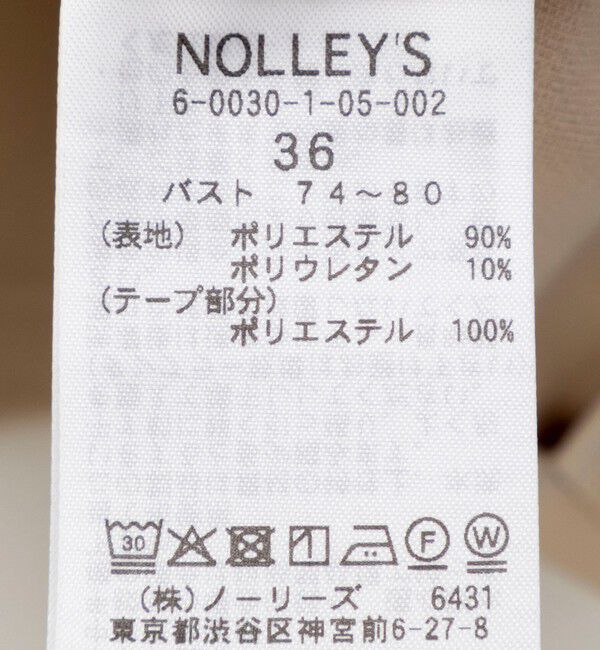 NOLLEY'S
6-0030-1-05-002
36
バスト 74～80
(表地) ポリエステル 90%
ポリウレタン 10%
(テープ部分)
ポリエステル 100%
30 F W
(株)ノーリーズ 6431
東京都渋谷区神宮前6-27-8